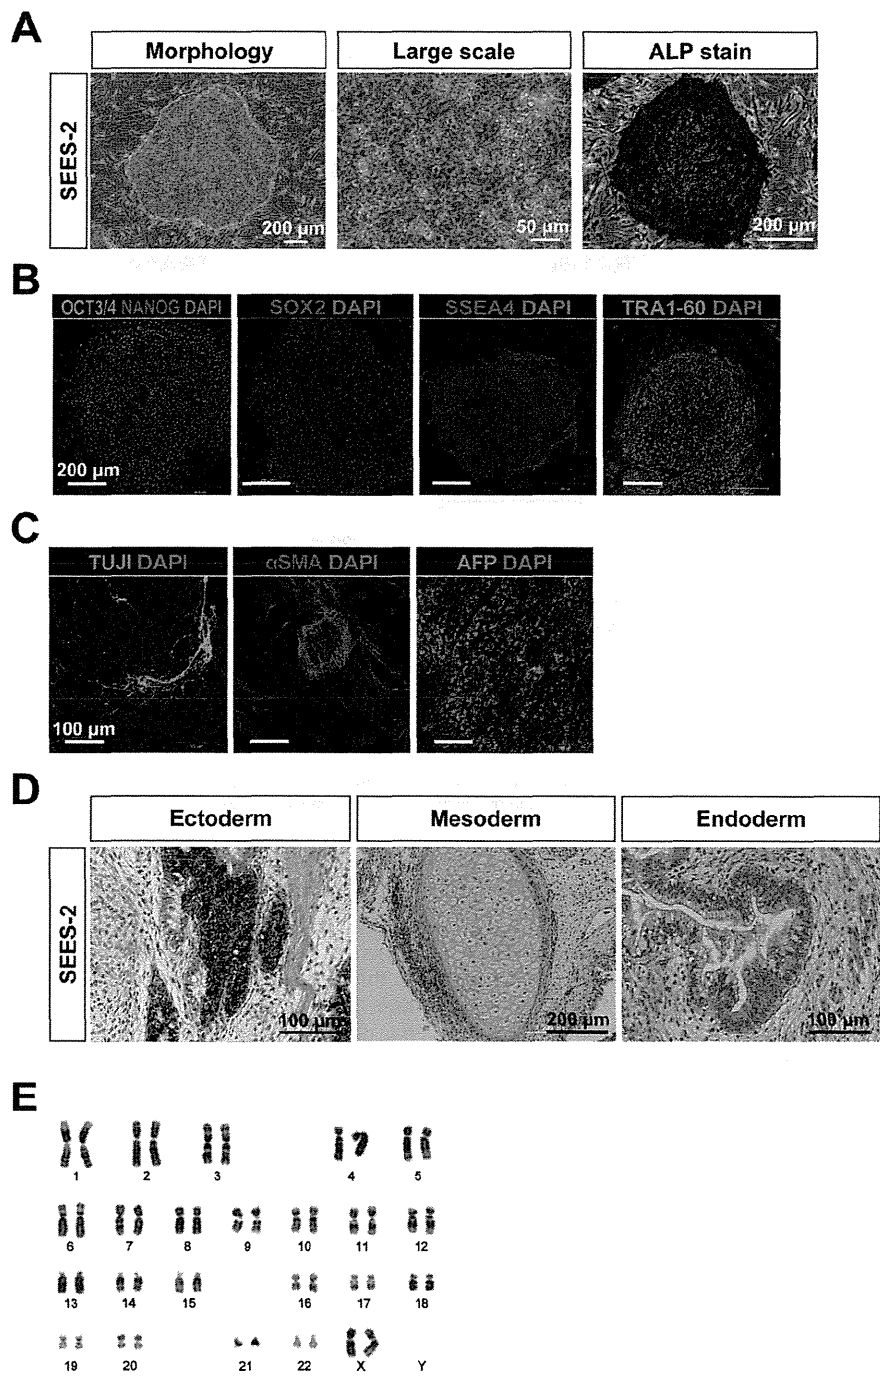 A
Morphology
Large scale
ALP stain
SEES-2
200 μm
50 μm
200 μm
B
OCT3/4 NANOG DAPI
SOX2 DAPI
SSEA4 DAPI
TRA1-60 DAPI
200 μm
C
TUJI DAPI
αSMA DAPI
AFP DAPI
100 μm
D
Ectoderm
Mesoderm
Endoderm
SEES-2
100 μm
200 μm
100 μm
E
1 2 3 4 5
6 7 8 9 10 11 12
13 14 15 16 17 18
19 20 21 22 X Y